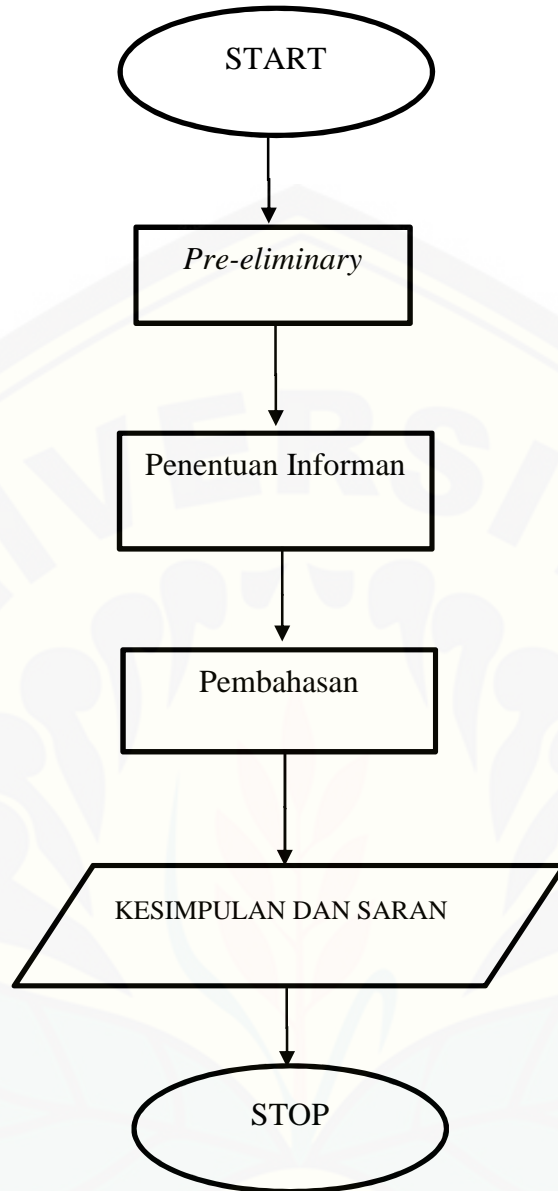 START
Pre-eliminary
Penentuan Informan
Pembahasan
KESIMPULAN DAN SARAN
STOP